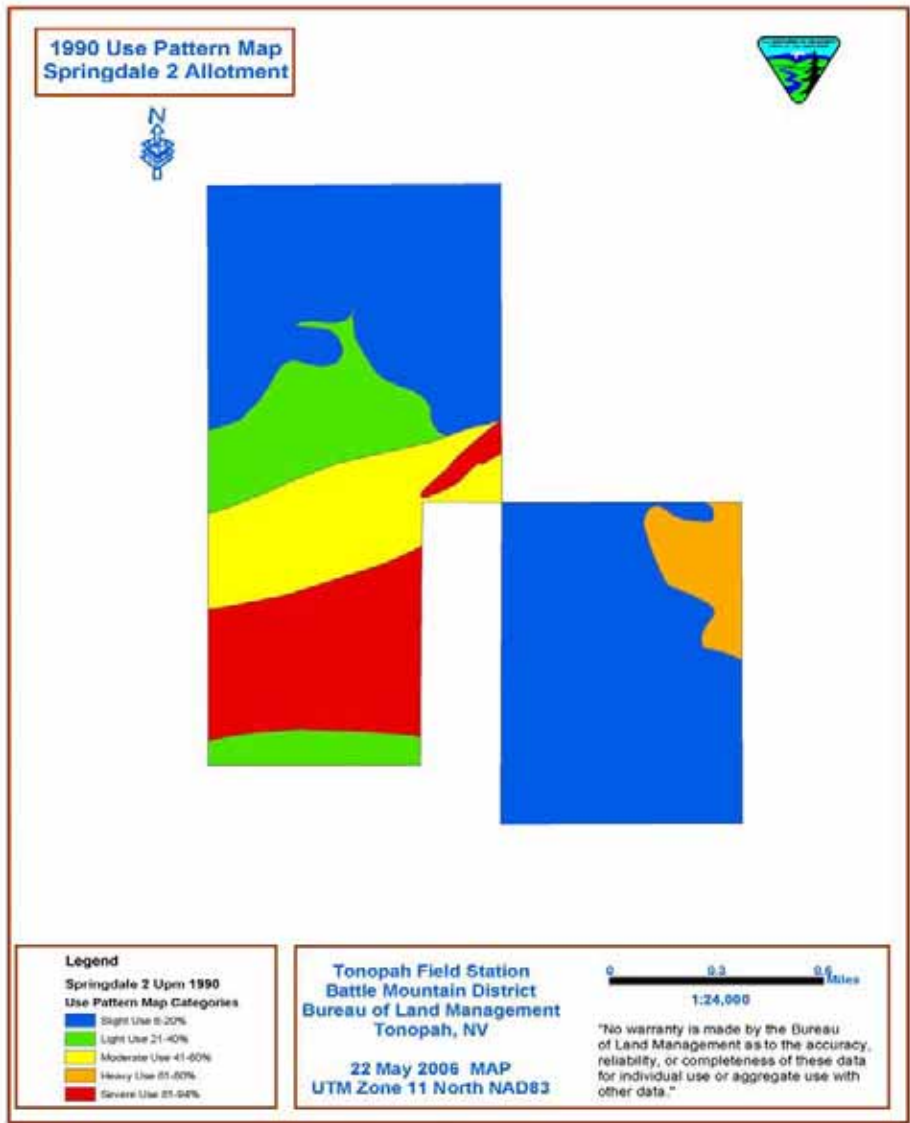 1990 Use Pattern Map
Springdale 2 Allotment
N
Legend
Springdale 2 Upm 1990
Use Pattern Map Categories
Slight Use 6-20%
Light Use 21-40%
Moderate Use 41-60%
Heavy Use 61-80%
Severe Use 81-94%
Tonopah Field Station
Battle Mountain District
Bureau of Land Management
Tonopah, NV
22 May 2006 MAP
UTM Zone 11 North NAD83
0 0.3 0.6
Miles
1:24,000
"No warranty is made by the Bureau
of Land Management as to the accuracy,
reliability, or completeness of these data
for individual use or aggregate use with
other data."